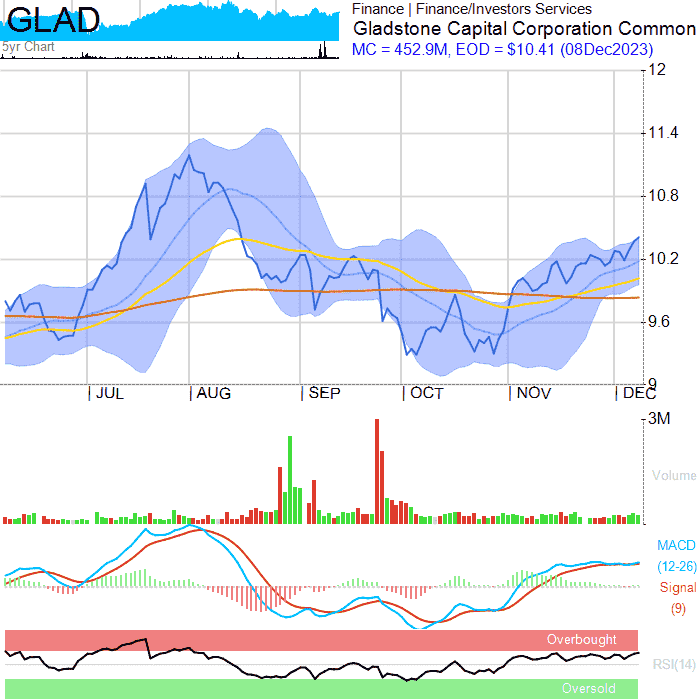 GLAD
5yr Chart
Finance | Finance/Investors Services
Gladstone Capital Corporation Common
MC = 452.9M, EOD = $10.41 (08Dec2023)
12
11.4
10.8
10.2
9.6
9
JUL AUG SEP OCT NOV DEC
3M
Volume
MACD
(12-26)
Signal
(9)
Overbought
RSI(14)
Oversold